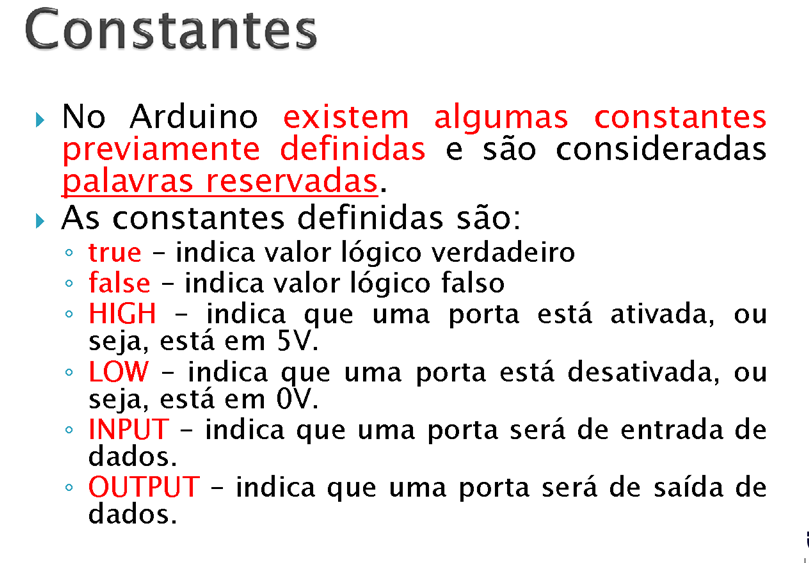 Constantes
No Arduino existem algumas constantes
previamente definidas e são consideradas
palavras reservadas.
As constantes definidas são:
true – indica valor lógico verdadeiro
false – indica valor lógico falso
HIGH – indica que uma porta está ativada, ou
seja, está em 5V.
LOW – indica que uma porta está desativada, ou
seja, está em 0V.
INPUT – indica que uma porta será de entrada de
dados.
OUTPUT – indica que uma porta será de saída de
dados.